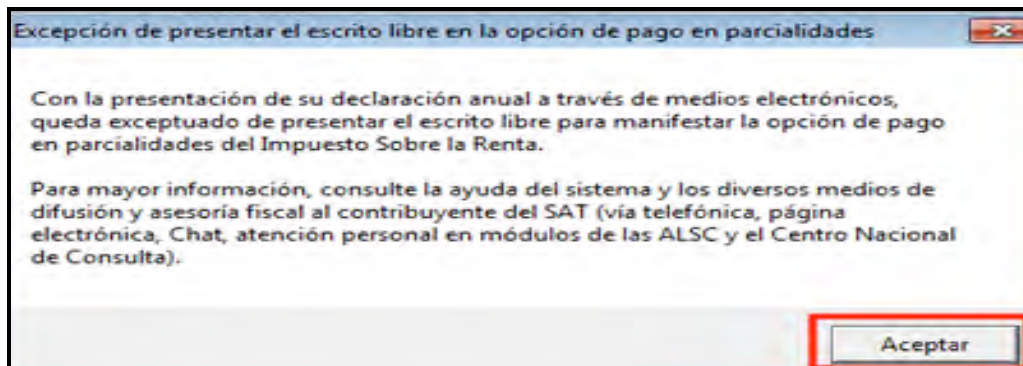 Excepción de presentar el escrito libre en la opción de pago en parcialidades
Con la presentación de su declaración anual a través de medios electrónicos,
queda exceptuado de presentar el escrito libre para manifestar la opción de pago
en parcialidades del Impuesto Sobre la Renta.
Para mayor información, consulte la ayuda del sistema y los diversos medios de
difusión y asesoría fiscal al contribuyente del SAT (vía telefónica, página
electrónica, Chat, atención personal en módulos de las ALSC y el Centro Nacional
de Consulta).
Aceptar